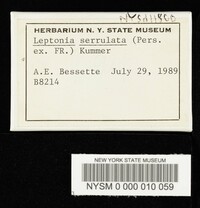 HERBARIUM N. Y. STATE MUSEUM
Leptonia serrulata (Pers.
ex. FR.) Kummer
A.E. Bessette July 29, 1989
B8214
NEW YORK STATE MUSEUM
NYSM 0 000 010 059